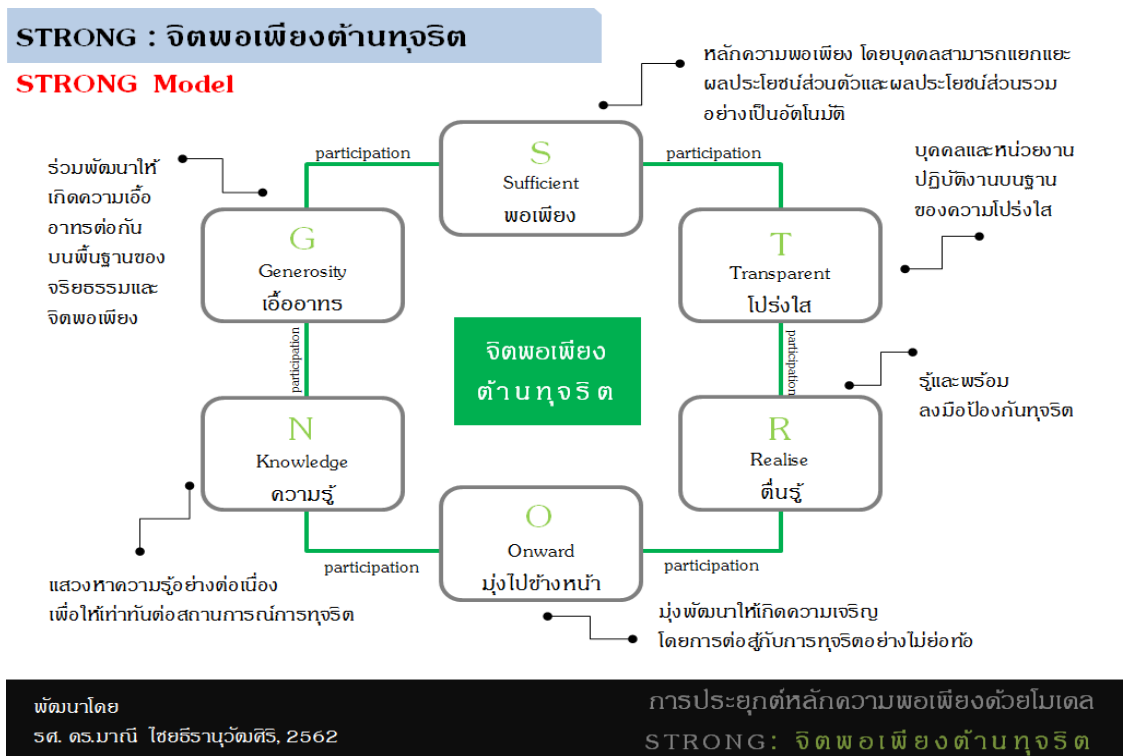 STRONG : จิตพอเพียงต้านทุจริต
STRONG Model
หลักความพอเพียง โดยบุคคลสามารถแยกแยะ
ผลประโยชน์ส่วนตัวและผลประโยชน์ส่วนรวม
อย่างเป็นอัตโนมัติ
participation
S
Sufficient
พอเพียง
participation
บุคคลและหน่วยงาน
ปฏิบัติงานบนฐาน
ของความโปร่งใส
ร่วมพัฒนาให้
เกิดความเอื้อ
อาทรต่อกัน
บนพื้นฐานของ
จริยธรรมและ
จิตพอเพียง
G
Generosity
เอื้ออาทร
T
Transparent
โปร่งใส
จิตพอเพียง
ต้านทุจริต
participation
participation
รู้และพร้อม
ลงมือป้องกันทุจริต
N
Knowledge
ความรู้
R
Realise
ตื่นรู้
O
Onward
มุ่งไปข้างหน้า
participation
participation
แสวงหาความรู้อย่างต่อเนื่อง
เพื่อให้เท่าทันต่อสถานการณ์การทุจริต
มุ่งพัฒนาให้เกิดความเจริญ
โดยการต่อสู้กับการทุจริตอย่างไม่ย่อท้อ
พัฒนาโดย
รศ. ดร.มาณี ไชยธีรานุวัฒศิริ, 2562
การประยุกต์หลักความพอเพียงด้วยโมเดล
STRONG: จิตพอเพียงต้านทุจริต